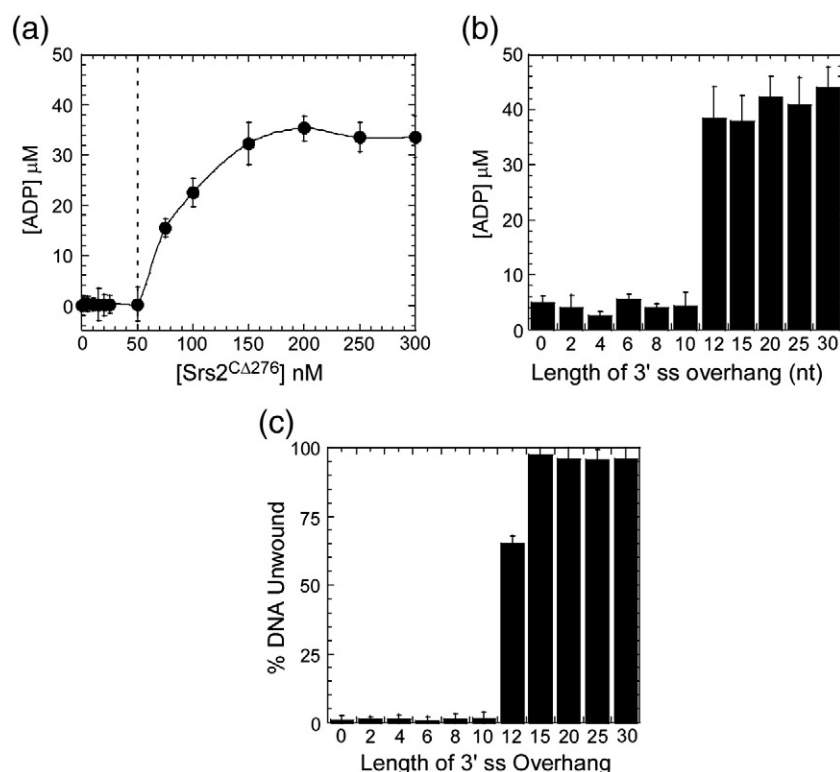 (a)
50
40
30
20
10
0
[ADP] μM
0 50 100 150 200 250 300
[Srs2CΔ276] nM
(b)
50
40
30
20
10
0
[ADP] μM
0 2 4 6 8 10 12 15 20 25 30
Length of 3' ss overhang (nt)
(c)
100
75
50
25
0
% DNA Unwound
0 2 4 6 8 10 12 15 20 25 30
Length of 3' ss Overhang